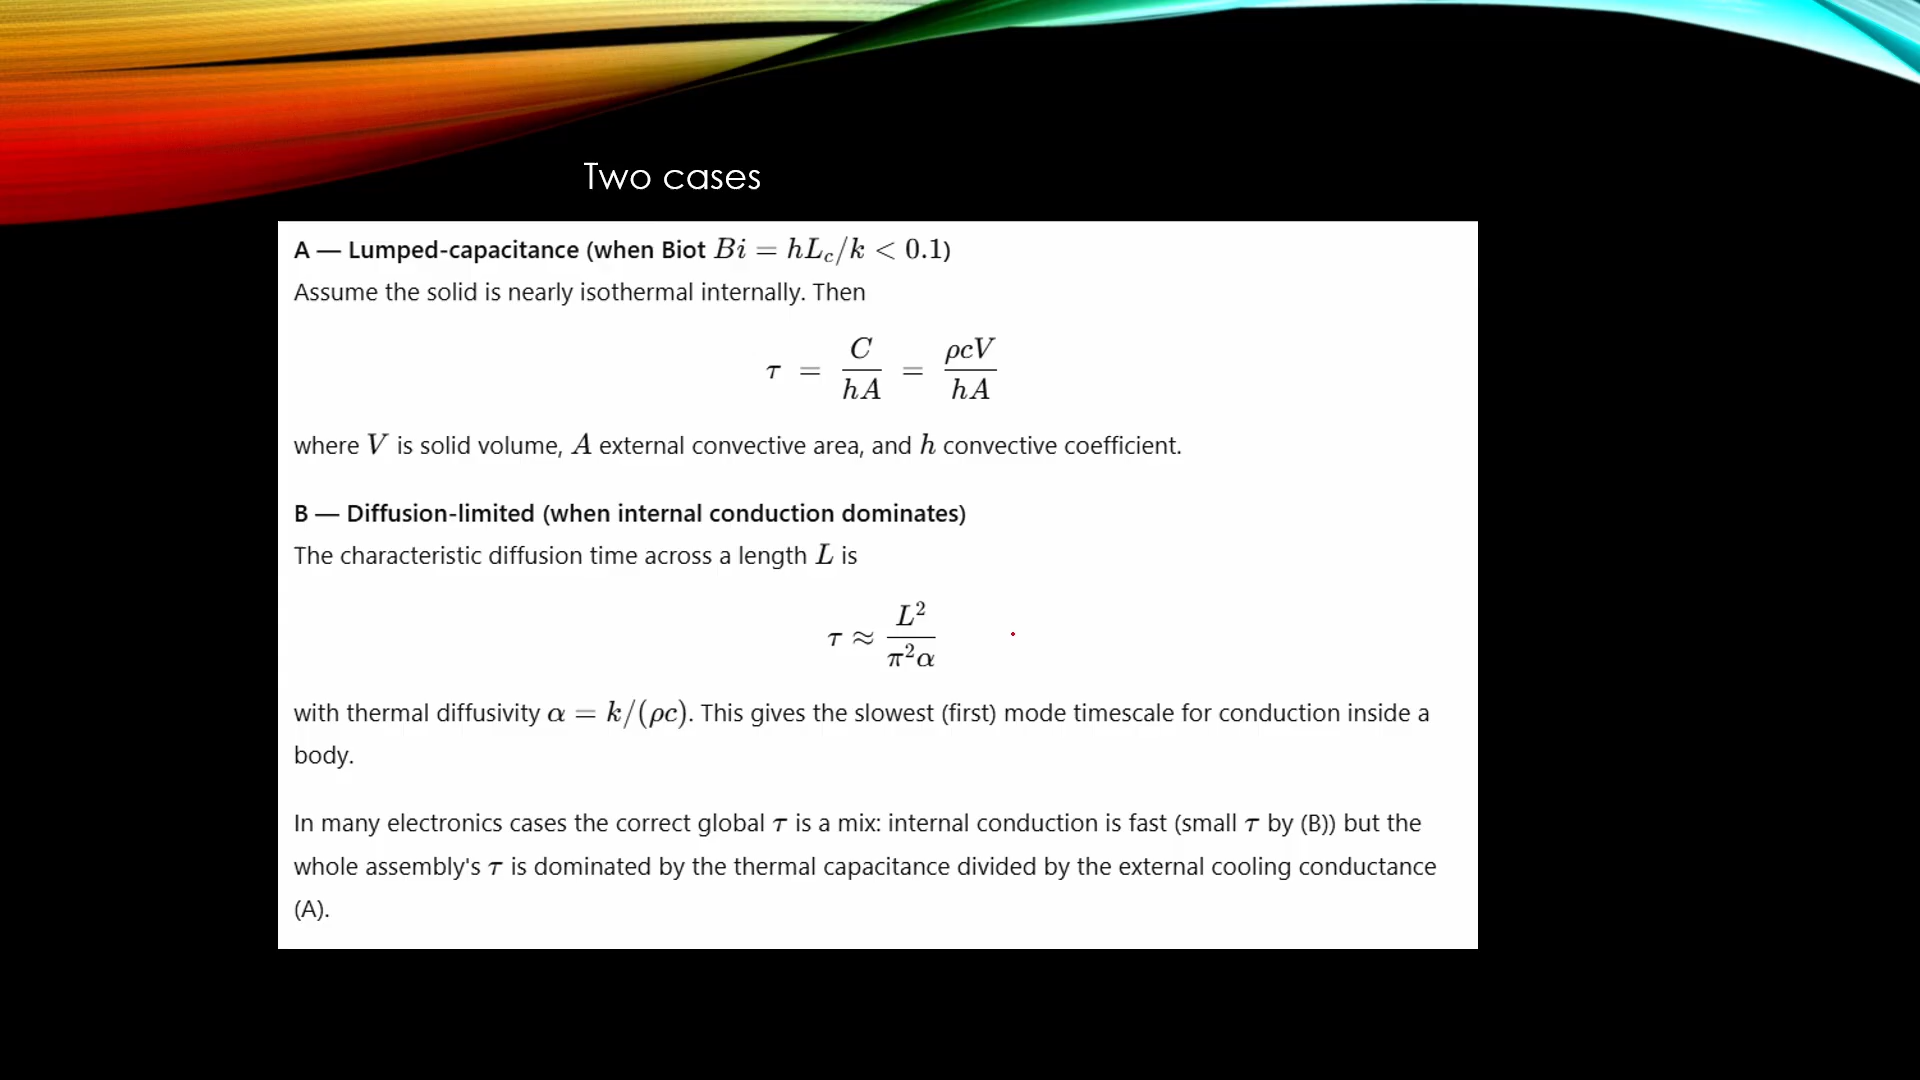 Two cases
A — Lumped-capacitance (when Biot Bi = hL_c/k < 0.1)
Assume the solid is nearly isothermal internally. Then
τ = C/(hA) = ρcV/(hA)
where V is solid volume, A external convective area, and h convective coefficient.
B — Diffusion-limited (when internal conduction dominates)
The characteristic diffusion time across a length L is
τ ≈ L²/(π²α)
with thermal diffusivity α = k/(ρc). This gives the slowest (first) mode timescale for conduction inside a
body.
In many electronics cases the correct global τ is a mix: internal conduction is fast (small τ by (B)) but the
whole assembly's τ is dominated by the thermal capacitance divided by the external cooling conductance
(A).